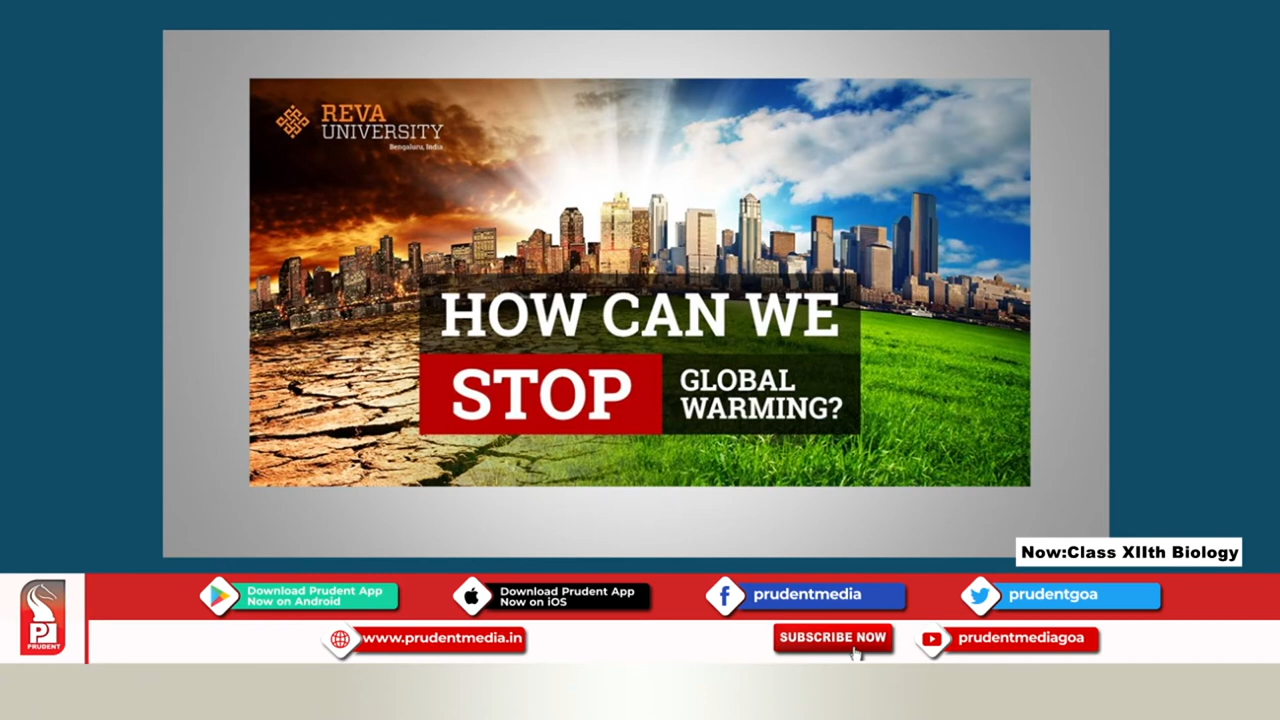 REVA
UNIVERSITY
Bengaluru, India
HOW CAN WE
STOP
GLOBAL
WARMING?
Now:Class XIIth Biology
Download Prudent App
Now on Android
Download Prudent App
Now on iOS
prudentmedia
prudentgoa
PRUDENT
www.prudentmedia.in
SUBSCRIBE NOW
prudentmediagoa